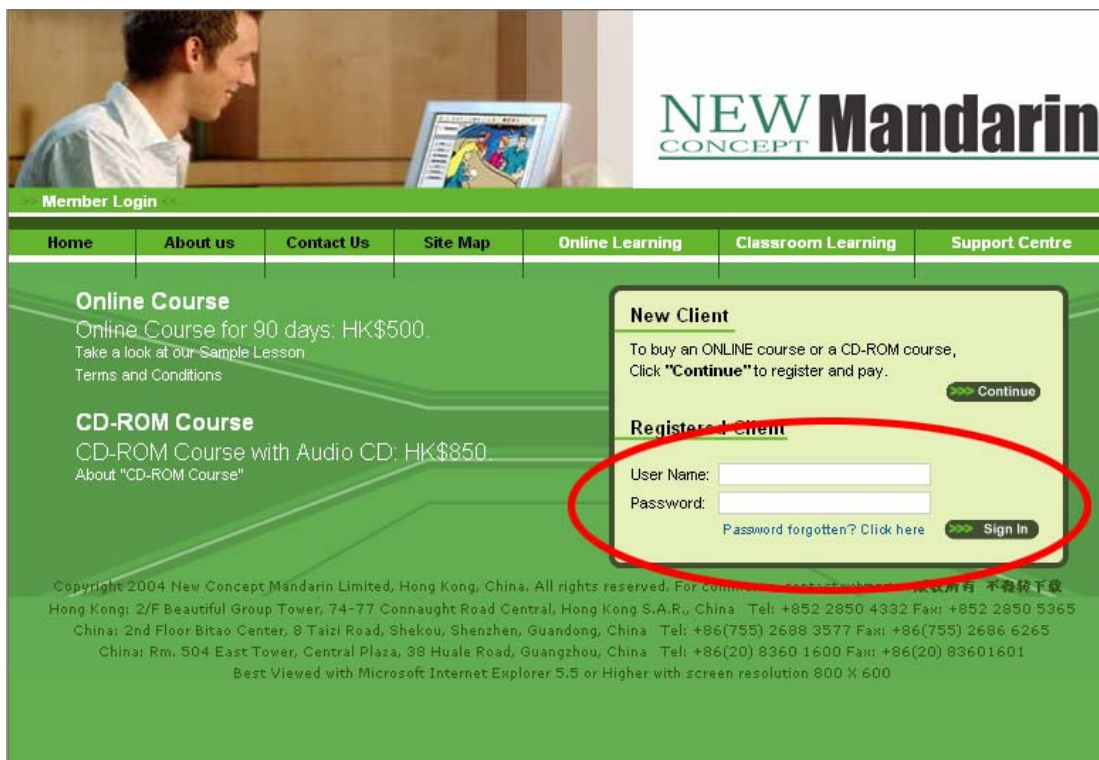 NEW Mandarin
CONCEPT
>> Member Login <<
Home About us Contact Us Site Map Online Learning Classroom Learning Support Centre
Online Course
Online Course for 90 days: HK$500.
Take a look at our Sample Lesson
Terms and Conditions
CD-ROM Course
CD-ROM Course with Audio CD: HK$850.
About "CD-ROM Course"
New Client
To buy an ONLINE course or a CD-ROM course,
Click "Continue" to register and pay.
>>> Continue
Registered Client
User Name:
Password:
Password forgotten? Click here
>>> Sign In
Copyright 2004 New Concept Mandarin Limited, Hong Kong, China. All rights reserved. For contact 所有 不得转下载
Hong Kong: 2/F Beautiful Group Tower, 74-77 Connaught Road Central, Hong Kong S.A.R., China Tel: +852 2850 4332 Fax: +852 2850 5365
China: 2nd Floor Bitao Center, 8 Taizi Road, Shekou, Shenzhen, Guandong, China Tel: +86(755) 2688 3577 Fax: +86(755) 2686 6265
China: Rm. 504 East Tower, Central Plaza, 38 Huale Road, Guangzhou, China Tel: +86(20) 8360 1600 Fax: +86(20) 83601601
Best Viewed with Microsoft Internet Explorer 5.5 or Higher with screen resolution 800 X 600